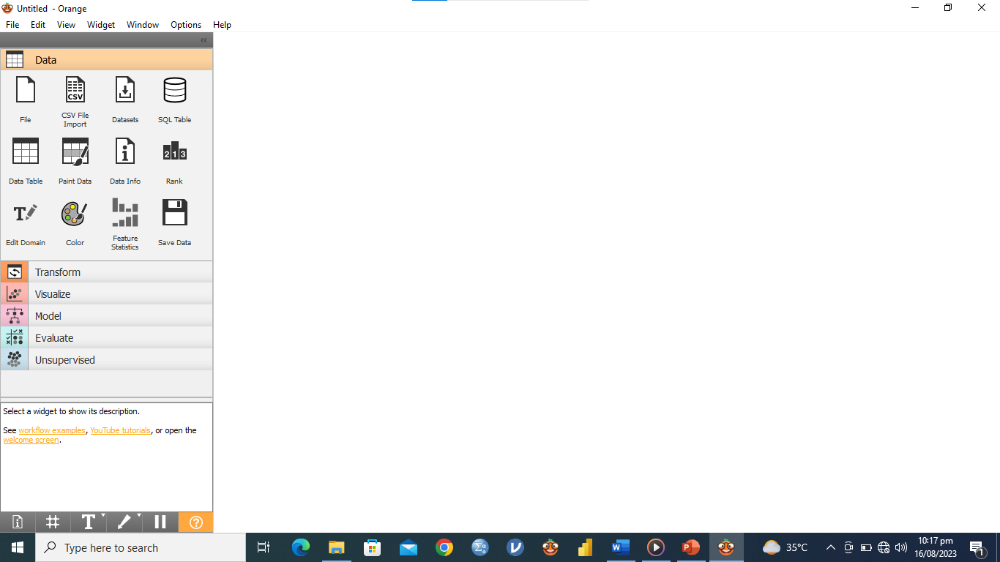 Untitled - Orange
File Edit View Widget Window Options Help
Data
CSV
File
CSV File
Import
Datasets
SQL Table
213
Data Table
Paint Data
Data Info
Rank
T
Edit Domain
Color
Feature
Statistics
Save Data
Transform
Visualize
Model
Evaluate
Unsupervised
Select a widget to show its description.
See workflow examples, YouTube tutorials, or open the
welcome screen.
T
Type here to search
35°C
10:17 pm
16/08/2023
1